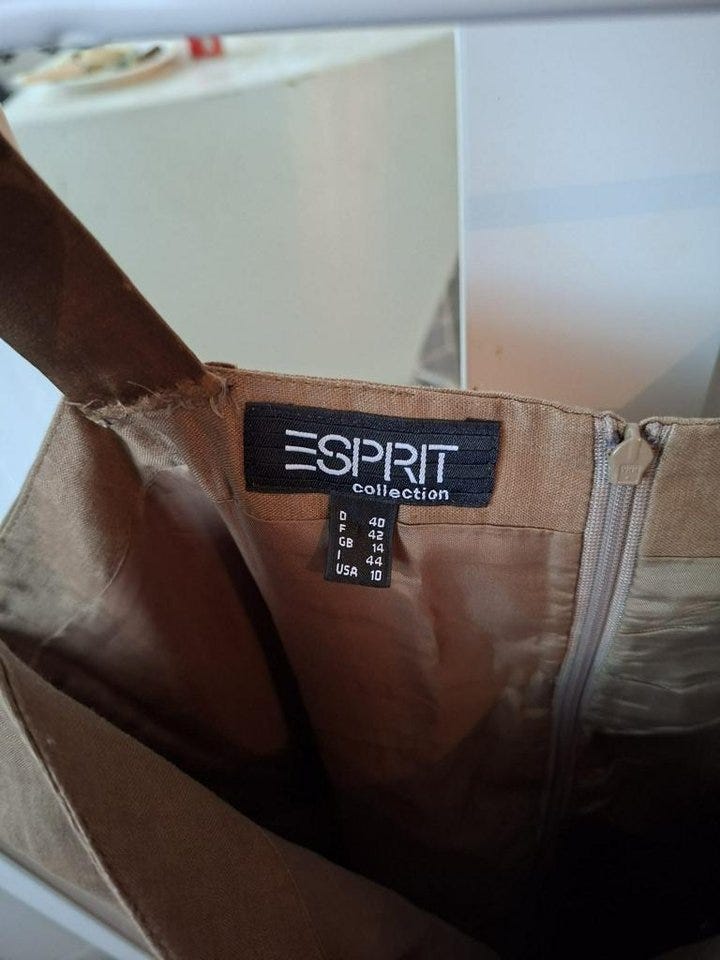 ESPRIT
collection
D 40
F 42
GB 14
I 44
USA 10